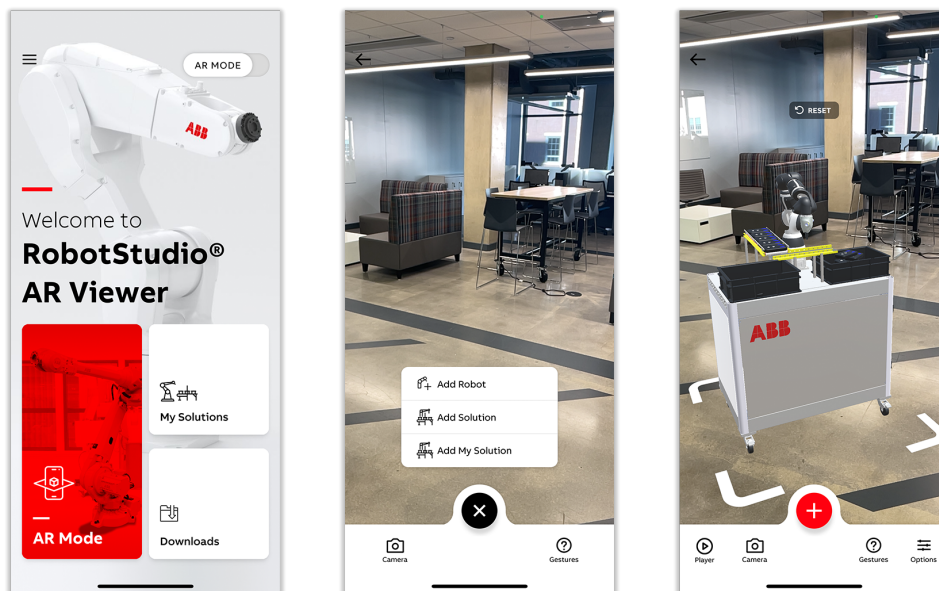 AR MODE
ABB
Welcome to
RobotStudio®
AR Viewer
My Solutions
AR Mode
Downloads
Add Robot
Add Solution
Add My Solution
Camera
Gestures
RESET
ABB
Player
Camera
Gestures
Options